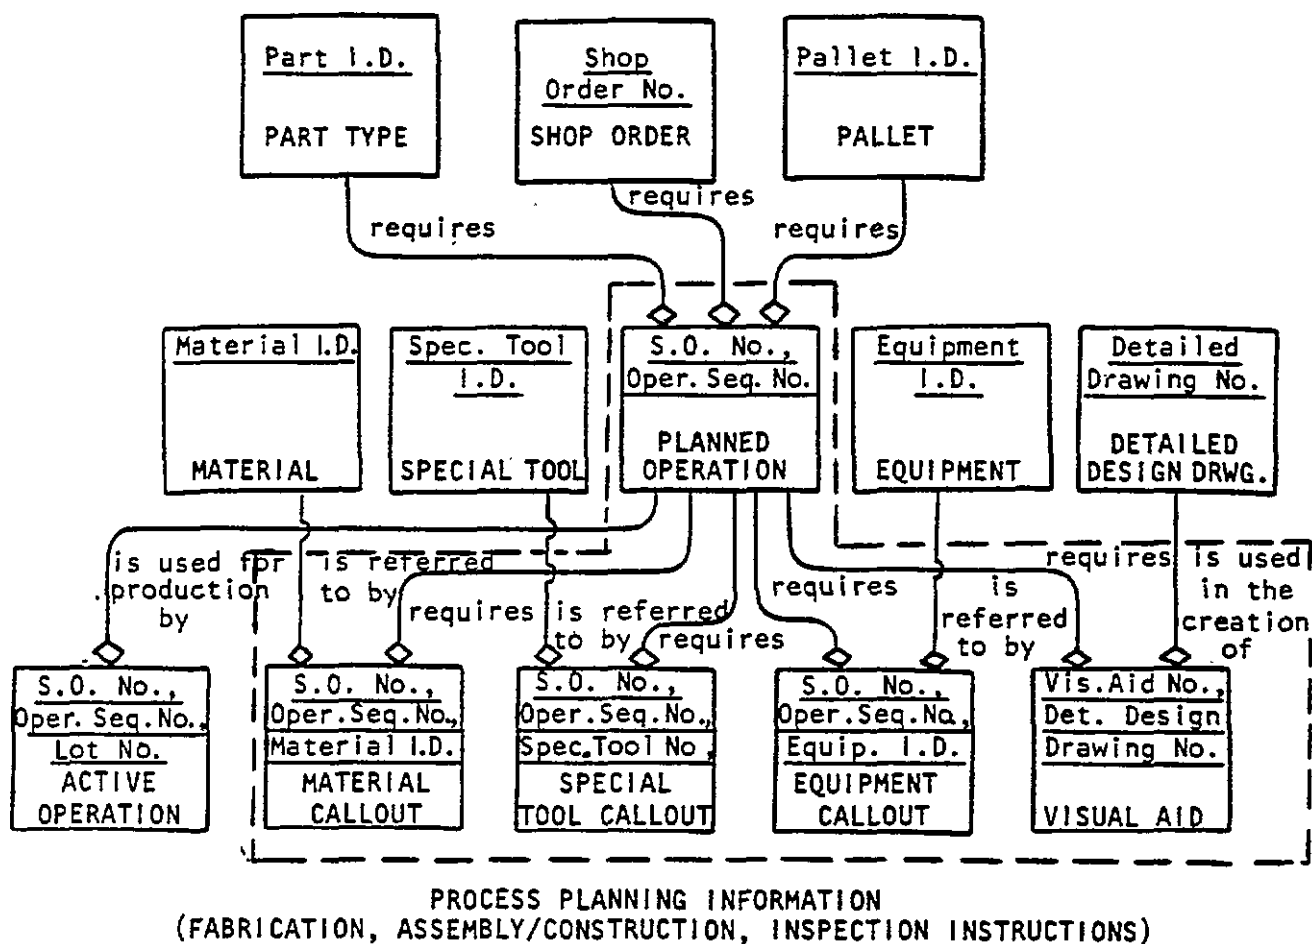 Part I.D.
PART TYPE
Shop
Order No.
SHOP ORDER
Pallet I.D.
PALLET
requires
requires
requires
Material I.D.
MATERIAL
Spec. Tool
I.D.
SPECIAL TOOL
S.O. No.,
Oper. Seq. No.
PLANNED
OPERATION
Equipment
I.D.
EQUIPMENT
Detailed
Drawing No.
DETAILED
DESIGN DRWG.
is used for
production
by
is referred
to by
requires
is referred
to by
requires
requires
is
referred
to by
requires
is used
in the
creation
of
S.O. No.,
Oper. Seq. No.,
Lot No.
ACTIVE
OPERATION
S.O. No.,
Oper. Seq. No.,
Material I.D.
MATERIAL
CALLOUT
S.O. No.,
Oper. Seq. No.,
Spec. Tool No.,
SPECIAL
TOOL CALLOUT
S.O. No.,
Oper. Seq. No.,
Equip. I.D.
EQUIPMENT
CALLOUT
Vis. Aid No.,
Det. Design
Drawing No.
VISUAL AID
PROCESS PLANNING INFORMATION
(FABRICATION, ASSEMBLY/CONSTRUCTION, INSPECTION INSTRUCTIONS)